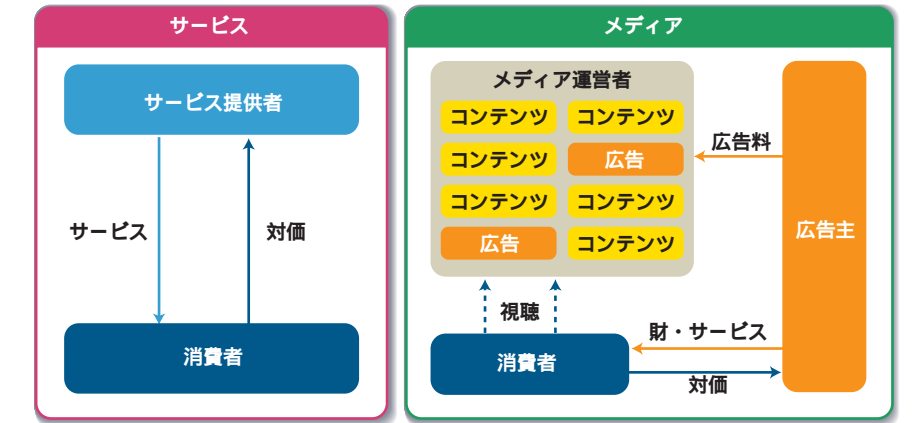 サービス
サービス提供者
サービス
対価
消費者
メディア
メディア運営者
コンテンツ コンテンツ
コンテンツ 広告
コンテンツ コンテンツ
広告 コンテンツ
広告料
広告主
視聴
消費者
財・サービス
対価